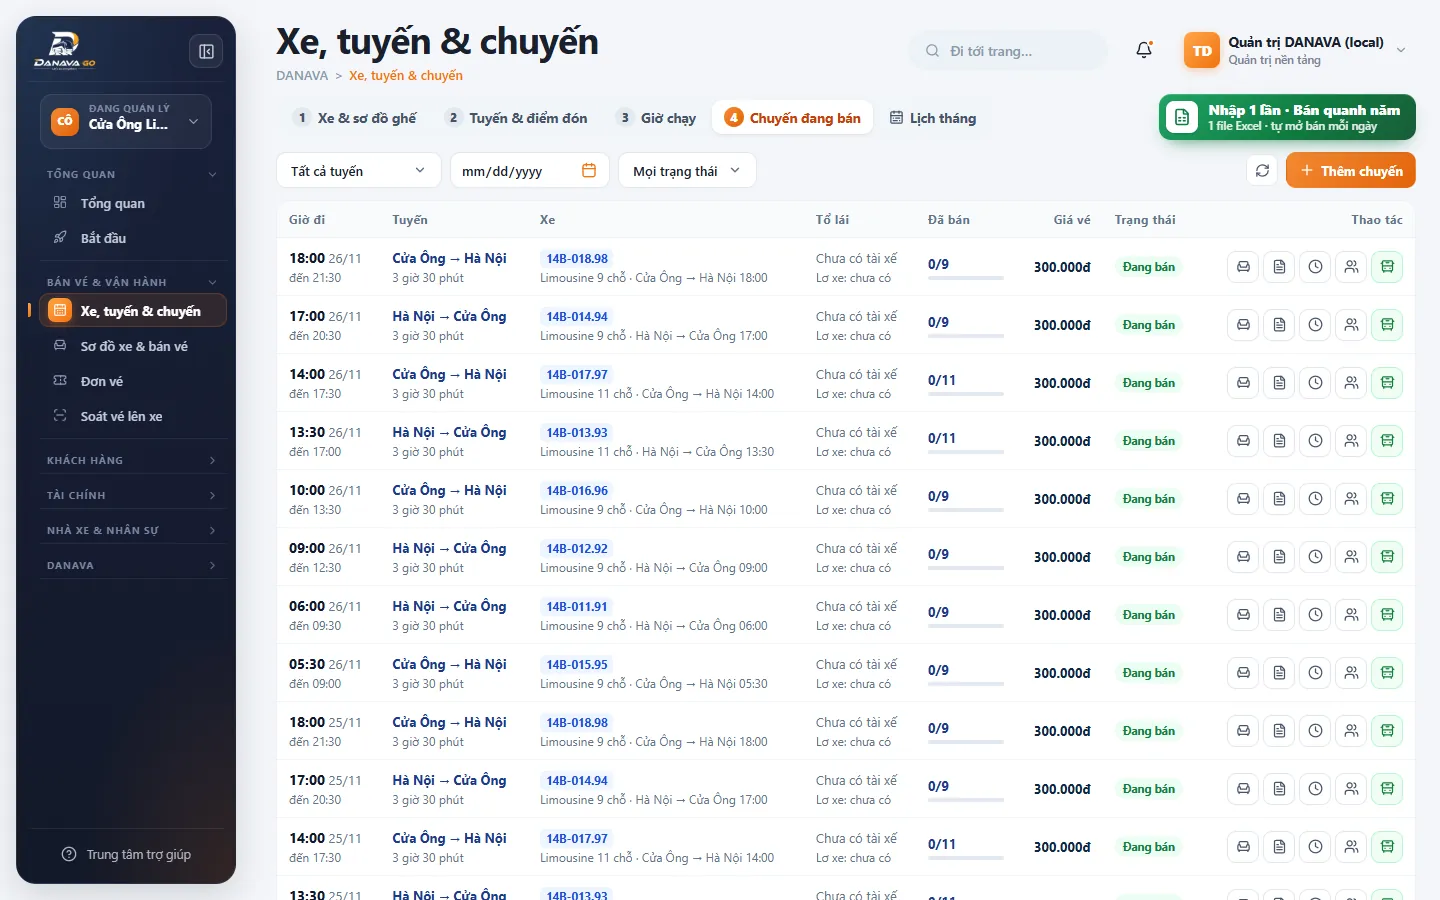 DANAVA GO
ĐANG QUẢN LÝ
CÔ
Cửa Ông Li...
TỔNG QUAN
Tổng quan
Bắt đầu
BÁN VÉ & VẬN HÀNH
Xe, tuyến & chuyến
Sơ đồ xe & bán vé
Đơn vé
Soát vé lên xe
KHÁCH HÀNG
TÀI CHÍNH
NHÀ XE & NHÂN SỰ
DANAVA
Trung tâm trợ giúp
Xe, tuyến & chuyến
DANAVA > Xe, tuyến & chuyến
Đi tới trang...
TD
Quản trị DANAVA (local)
Quản trị nền tảng
1 Xe & sơ đồ ghế 2 Tuyến & điểm đón 3 Giờ chạy 4 Chuyến đang bán Lịch tháng
Nhập 1 lần · Bán quanh năm
1 file Excel · tự mở bán mỗi ngày
Tất cả tuyến mm/dd/yyyy Mọi trạng thái + Thêm chuyến
Giờ đi Tuyến Xe Tổ lái Đã bán Giá vé Trạng thái Thao tác
18:00 26/11 Cửa Ông → Hà Nội 14B-018.98 Chưa có tài xế 0/9 300.000đ Đang bán
đến 21:30 3 giờ 30 phút Limousine 9 chỗ · Cửa Ông → Hà Nội 18:00 Lơ xe: chưa có
17:00 26/11 Hà Nội → Cửa Ông 14B-014.94 Chưa có tài xế 0/9 300.000đ Đang bán
đến 20:30 3 giờ 30 phút Limousine 9 chỗ · Hà Nội → Cửa Ông 17:00 Lơ xe: chưa có
14:00 26/11 Cửa Ông → Hà Nội 14B-017.97 Chưa có tài xế 0/11 300.000đ Đang bán
đến 17:30 3 giờ 30 phút Limousine 11 chỗ · Cửa Ông → Hà Nội 14:00 Lơ xe: chưa có
13:30 26/11 Hà Nội → Cửa Ông 14B-013.93 Chưa có tài xế 0/11 300.000đ Đang bán
đến 17:00 3 giờ 30 phút Limousine 11 chỗ · Hà Nội → Cửa Ông 13:30 Lơ xe: chưa có
10:00 26/11 Cửa Ông → Hà Nội 14B-016.96 Chưa có tài xế 0/9 300.000đ Đang bán
đến 13:30 3 giờ 30 phút Limousine 9 chỗ · Cửa Ông → Hà Nội 10:00 Lơ xe: chưa có
09:00 26/11 Hà Nội → Cửa Ông 14B-012.92 Chưa có tài xế 0/9 300.000đ Đang bán
đến 12:30 3 giờ 30 phút Limousine 9 chỗ · Hà Nội → Cửa Ông 09:00 Lơ xe: chưa có
06:00 26/11 Hà Nội → Cửa Ông 14B-011.91 Chưa có tài xế 0/9 300.000đ Đang bán
đến 09:30 3 giờ 30 phút Limousine 9 chỗ · Hà Nội → Cửa Ông 06:00 Lơ xe: chưa có
05:30 26/11 Cửa Ông → Hà Nội 14B-015.95 Chưa có tài xế 0/9 300.000đ Đang bán
đến 09:00 3 giờ 30 phút Limousine 9 chỗ · Cửa Ông → Hà Nội 05:30 Lơ xe: chưa có
18:00 25/11 Cửa Ông → Hà Nội 14B-018.98 Chưa có tài xế 0/9 300.000đ Đang bán
đến 21:30 3 giờ 30 phút Limousine 9 chỗ · Cửa Ông → Hà Nội 18:00 Lơ xe: chưa có
17:00 25/11 Hà Nội → Cửa Ông 14B-014.94 Chưa có tài xế 0/9 300.000đ Đang bán
đến 20:30 3 giờ 30 phút Limousine 9 chỗ · Hà Nội → Cửa Ông 17:00 Lơ xe: chưa có
14:00 25/11 Cửa Ông → Hà Nội 14B-017.97 Chưa có tài xế 0/11 300.000đ Đang bán
đến 17:30 3 giờ 30 phút Limousine 11 chỗ · Cửa Ông → Hà Nội 14:00 Lơ xe: chưa có
13:30 25/11 Hà Nội → Cửa Ông 14B-013.93 Chưa có tài xế